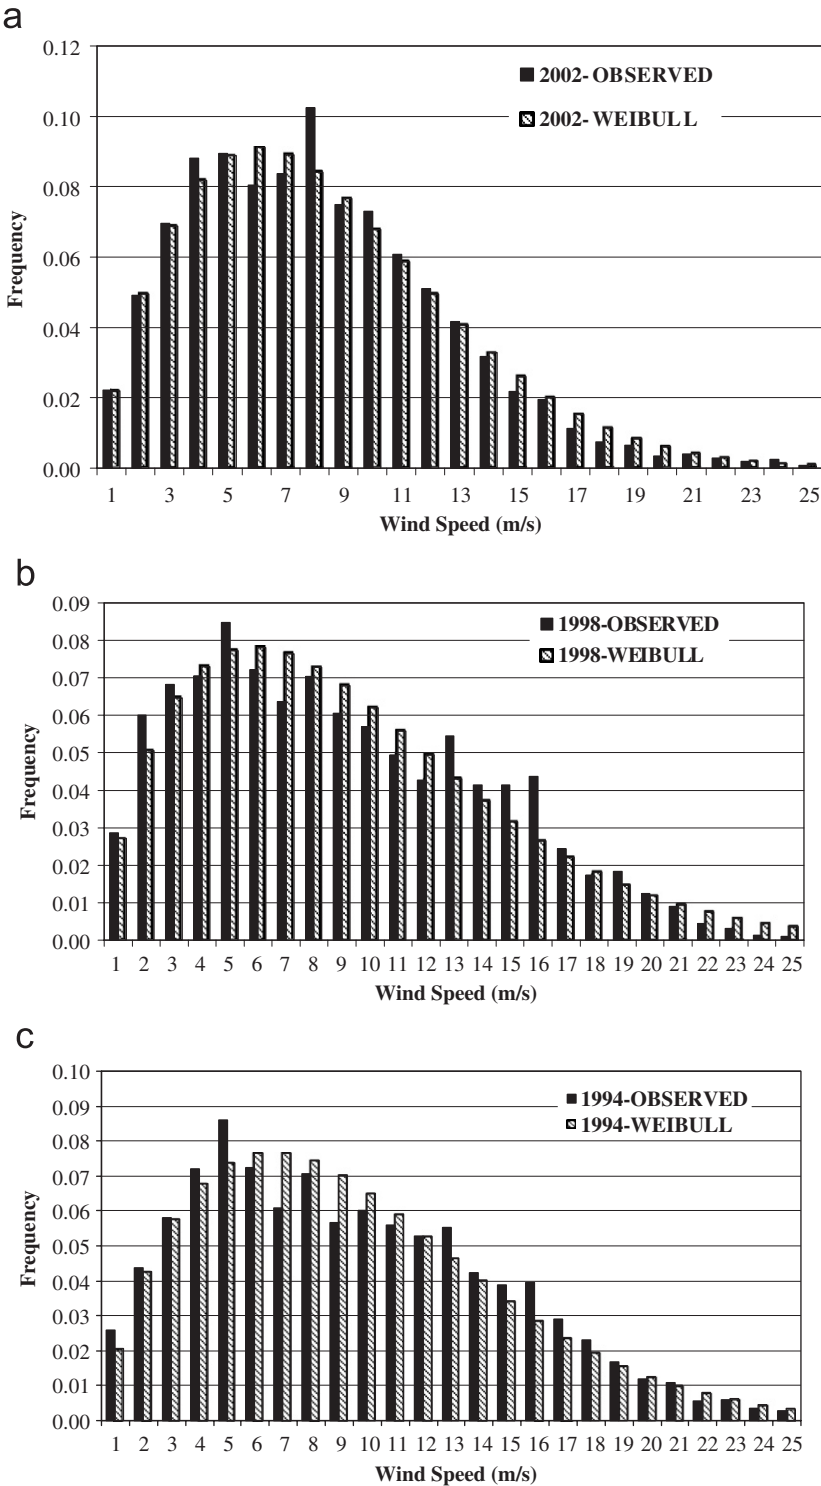 a
0.12
2002- OBSERVED
0.10
2002- WEIBULL
0.08
0.06
0.04
0.02
0.00
Frequency
1 3 5 7 9 11 13 15 17 19 21 23 25
Wind Speed (m/s)
b
0.09
1998-OBSERVED
0.08
1998-WEIBULL
0.07
0.06
0.05
0.04
0.03
0.02
0.01
0.00
Frequency
1 2 3 4 5 6 7 8 9 10 11 12 13 14 15 16 17 18 19 20 21 22 23 24 25
Wind Speed (m/s)
c
0.10
1994-OBSERVED
0.09
1994-WEIBULL
0.08
0.07
0.06
0.05
0.04
0.03
0.02
0.01
0.00
Frequency
1 2 3 4 5 6 7 8 9 10 11 12 13 14 15 16 17 18 19 20 21 22 23 24 25
Wind Speed (m/s)